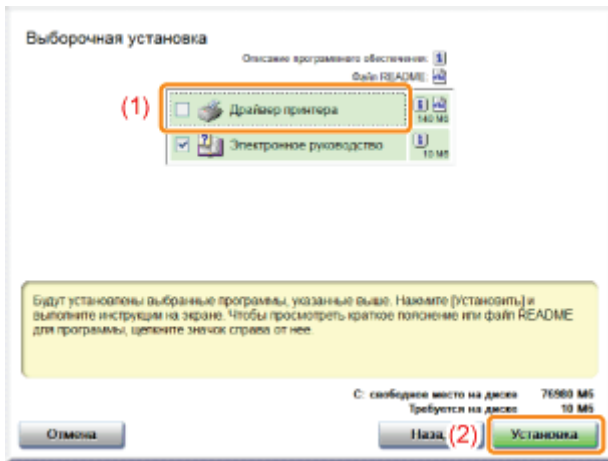 Выборочная установка
Описание программного обеспечения:
Файл README:
(1)
Драйвер принтера
140 Мб
Электронное руководство
10 Мб
Будут установлены выбранные программы, указанные выше. Нажмите [Установить] и
выполните инструкции на экране. Чтобы просмотреть краткое пояснение или файл README
для программы, щелкните значок справа от нее.
C: свободное место на диске 76980 Мб
Требуется на диске 10 Мб
Отмена
Наза (2) Установка